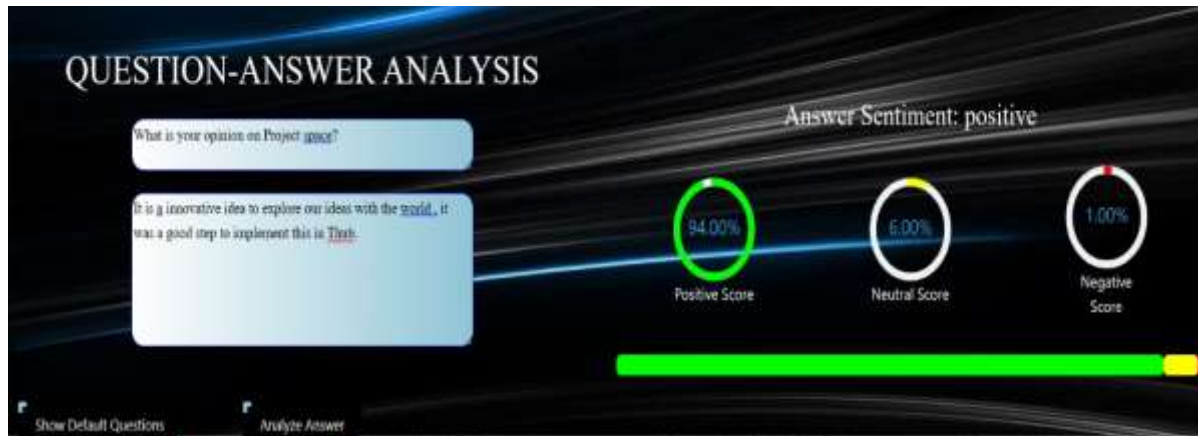 QUESTION-ANSWER ANALYSIS
What is your opinion on Project space?
It is a innovative idea to explore our ideas with the world , it
was a good step to implement this in Thub.
Answer Sentiment: positive
94.00%
6.00%
1.00%
Positive Score
Neutral Score
Negative
Score
Show Default Questions
Analyze Answer